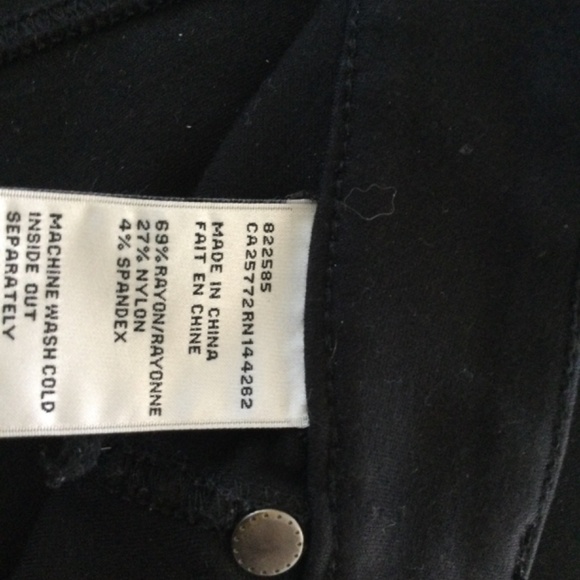 822585
CA25772RN144262
MADE IN CHINA
FAIT EN CHINE
69%RAYON/RAYONNE
27%NYLON
4% SPANDEX
MACHINE WASH COLD
INSIDE OUT
SEPARATELY